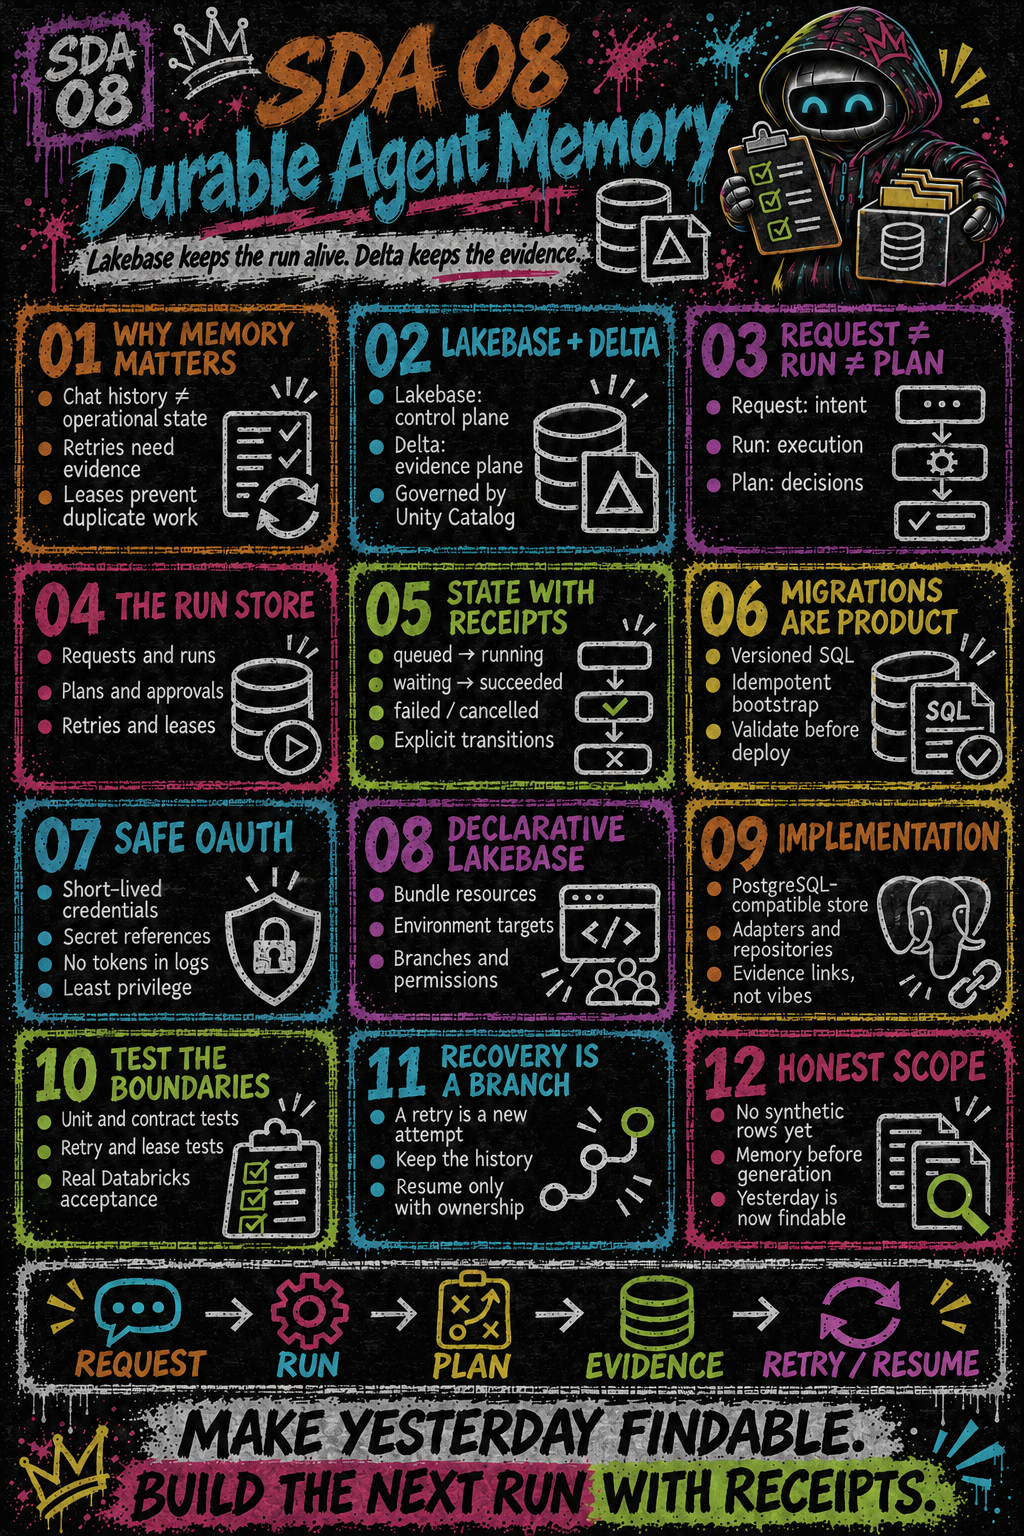 SDA
08
SDA 08
Durable Agent Memory
Lakebase keeps the run alive. Delta keeps the evidence.
01 WHY MEMORY
MATTERS
Chat history ≠
operational state
Retries need
evidence
Leases prevent
duplicate work
02 LAKEBASE + DELTA
Lakebase:
control plane
Delta:
evidence plane
Governed by
Unity Catalog
03 REQUEST ≠
RUN ≠ PLAN
Request: intent
Run: execution
Plan: decisions
04 THE RUN STORE
Requests and runs
Plans and approvals
Retries and leases
05 STATE WITH
RECEIPTS
queued → running
waiting → succeeded
failed / cancelled
Explicit transitions
06 MIGRATIONS
ARE PRODUCT
Versioned SQL
Idempotent
bootstrap
Validate before
deploy
SQL
07 SAFE OAUTH
Short-lived
credentials
Secret references
No tokens in logs
Least privilege
08 DECLARATIVE
LAKEBASE
Bundle resources
Environment targets
Branches and
permissions
</>
09 IMPLEMENTATION
PostgreSQL-
compatible store
Adapters and
repositories
Evidence links,
not vibes
10 TEST THE
BOUNDARIES
Unit and contract tests
Retry and lease tests
Real Databricks
acceptance
11 RECOVERY IS
A BRANCH
A retry is a new
attempt
Keep the history
Resume only
with ownership
12 HONEST SCOPE
No synthetic
rows yet
Memory before
generation
Yesterday is
now findable
REQUEST → RUN → PLAN → EVIDENCE → RETRY / RESUME
MAKE YESTERDAY FINDABLE.
BUILD THE NEXT RUN WITH RECEIPTS.